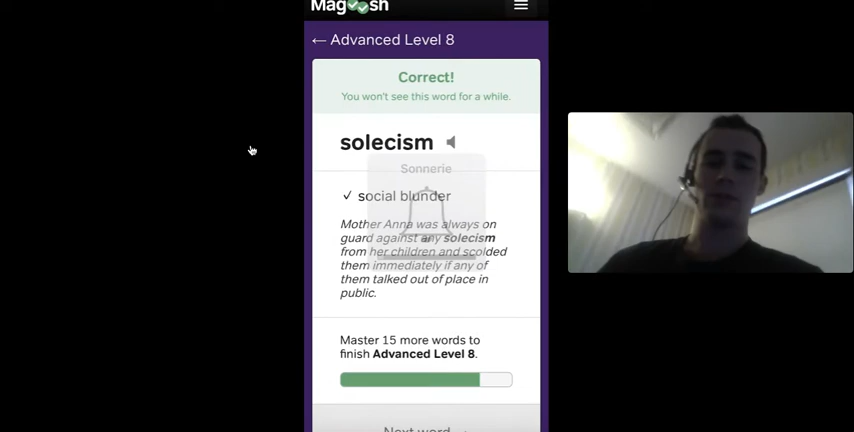 Magoosh
← Advanced Level 8
Correct!
You won't see this word for a while.
solecism
Sonnerie
✓ social blunder
Mother Anna was always on
guard against any solecism
from her children and scolded
them immediately if any of
them talked out of place in
public.
Master 15 more words to
finish Advanced Level 8.
Next word